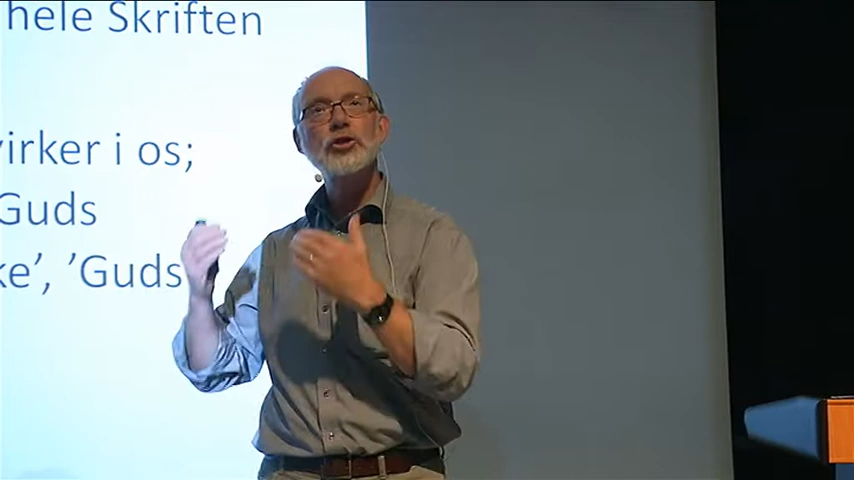 hele Skriften
virker i os;
Guds
ke', 'Guds